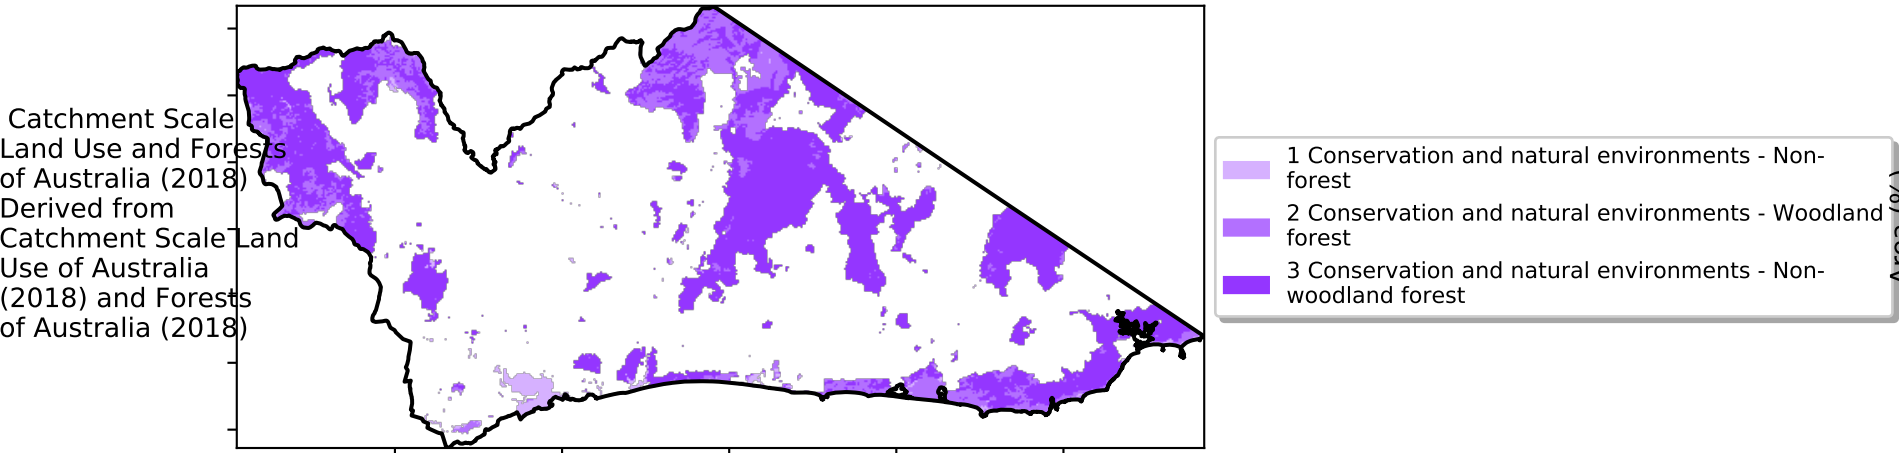 Catchment Scale
Land Use and Forests
of Australia (2018)
Derived from
Catchment Scale Land
Use of Australia
(2018) and Forests
of Australia (2018)
1 Conservation and natural environments - Non-
forest
2 Conservation and natural environments - Woodland
forest
3 Conservation and natural environments - Non-
woodland forest